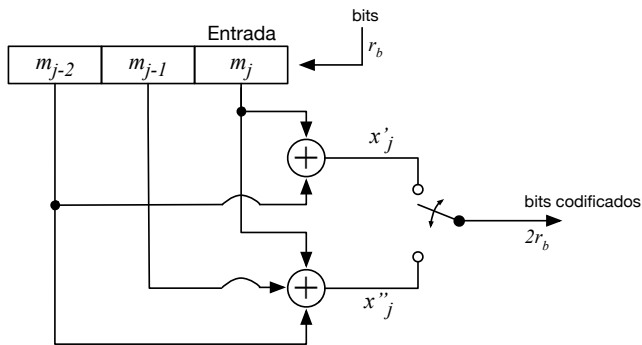 bits
Entrada
r_b
m_{j-2} m_{j-1} m_j
x'_j
bits codificados
2r_b
x''_j